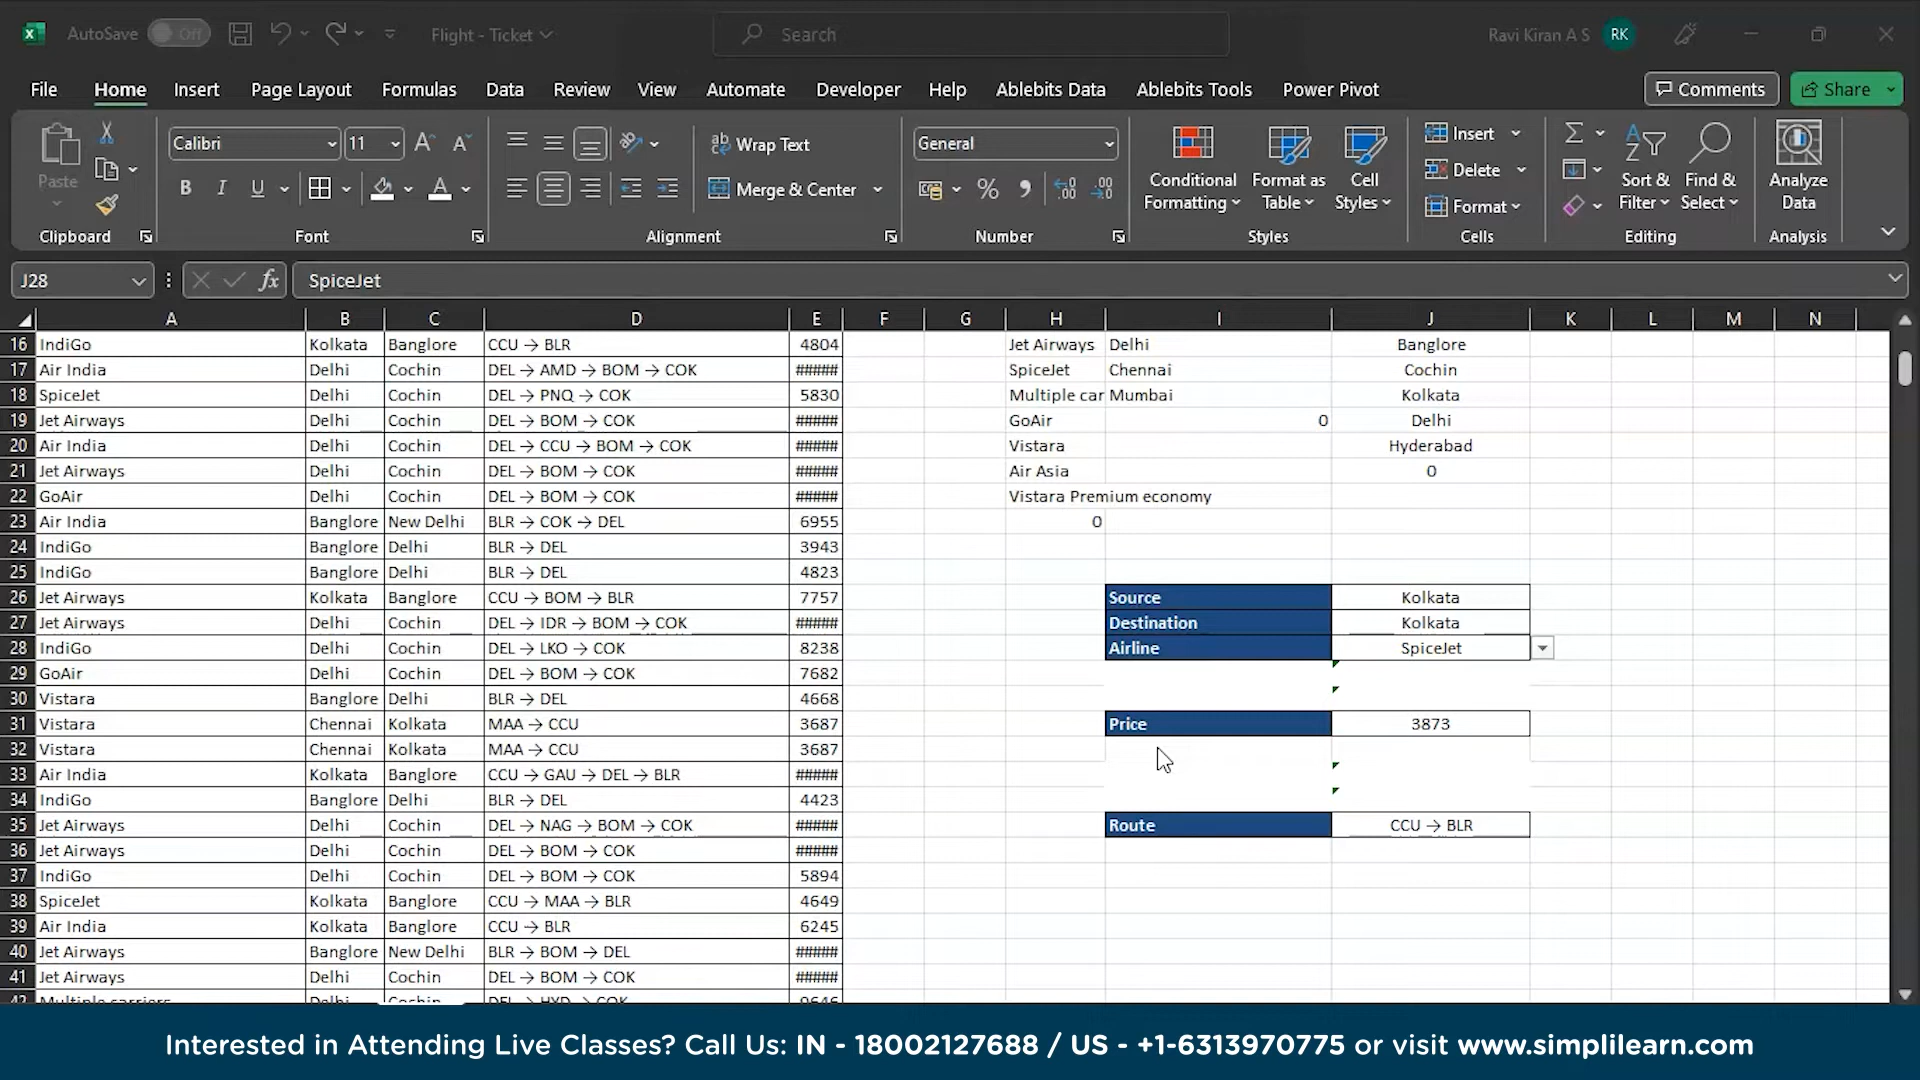 AutoSave Off Flight - Ticket Search Ravi Kiran A S RK
File Home Insert Page Layout Formulas Data Review View Automate Developer Help Ablebits Data Ablebits Tools Power Pivot Comments Share
Paste Calibri 11 Wrap Text General Conditional Formatting Format as Table Cell Styles Insert Sort & Filter Find & Select Analyze Data
B I U Merge & Center % Delete
Format
Clipboard Font Alignment Number Styles Cells Editing Analysis
J28 fx SpiceJet
A B C D E F G H I J K L M N
16 IndiGo Kolkata Banglore CCU → BLR 4804 Jet Airways Delhi Banglore
17 Air India Delhi Cochin DEL → AMD → BOM → COK ##### SpiceJet Chennai Cochin
18 SpiceJet Delhi Cochin DEL → PNQ → COK 5830 Multiple car Mumbai Kolkata
19 Jet Airways Delhi Cochin DEL → BOM → COK ##### GoAir 0 Delhi
20 Air India Delhi Cochin DEL → CCU → BOM → COK ##### Vistara Hyderabad
21 Jet Airways Delhi Cochin DEL → BOM → COK ##### Air Asia 0
22 GoAir Delhi Cochin DEL → BOM → COK ##### Vistara Premium economy
23 Air India Banglore New Delhi BLR → COK → DEL 6955 0
24 IndiGo Banglore Delhi BLR → DEL 3943
25 IndiGo Banglore Delhi BLR → DEL 4823
26 Jet Airways Kolkata Banglore CCU → BOM → BLR 7757 Source Kolkata
27 Jet Airways Delhi Cochin DEL → IDR → BOM → COK ##### Destination Kolkata
28 IndiGo Delhi Cochin DEL → LKO → COK 8238 Airline SpiceJet
29 GoAir Delhi Cochin DEL → BOM → COK 7682
30 Vistara Banglore Delhi BLR → DEL 4668
31 Vistara Chennai Kolkata MAA → CCU 3687 Price 3873
32 Vistara Chennai Kolkata MAA → CCU 3687
33 Air India Kolkata Banglore CCU → GAU → DEL → BLR #####
34 IndiGo Banglore Delhi BLR → DEL 4423
35 Jet Airways Delhi Cochin DEL → NAG → BOM → COK ##### Route CCU → BLR
36 Jet Airways Delhi Cochin DEL → BOM → COK #####
37 IndiGo Delhi Cochin DEL → BOM → COK 5894
38 SpiceJet Kolkata Banglore CCU → MAA → BLR 4649
39 Air India Kolkata Banglore CCU → BLR 6245
40 Jet Airways Banglore New Delhi BLR → BOM → DEL #####
41 Jet Airways Delhi Cochin DEL → BOM → COK #####
42 Multiple carriers Delhi Cochin DEL → HYD → COK 9646
Interested in Attending Live Classes? Call Us: IN - 18002127688 / US - +1-6313970775 or visit www.simplilearn.com